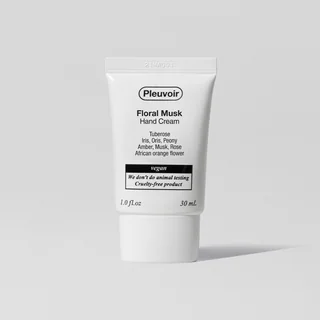 Pleuvoir
Floral Musk
Hand Cream
Tuberose
Iris, Oris, Peony
Amber, Musk, Rose
African orange flower
vegan
We don't do animal testing
Cruelty-free product
1.0 fl.oz 30 mL